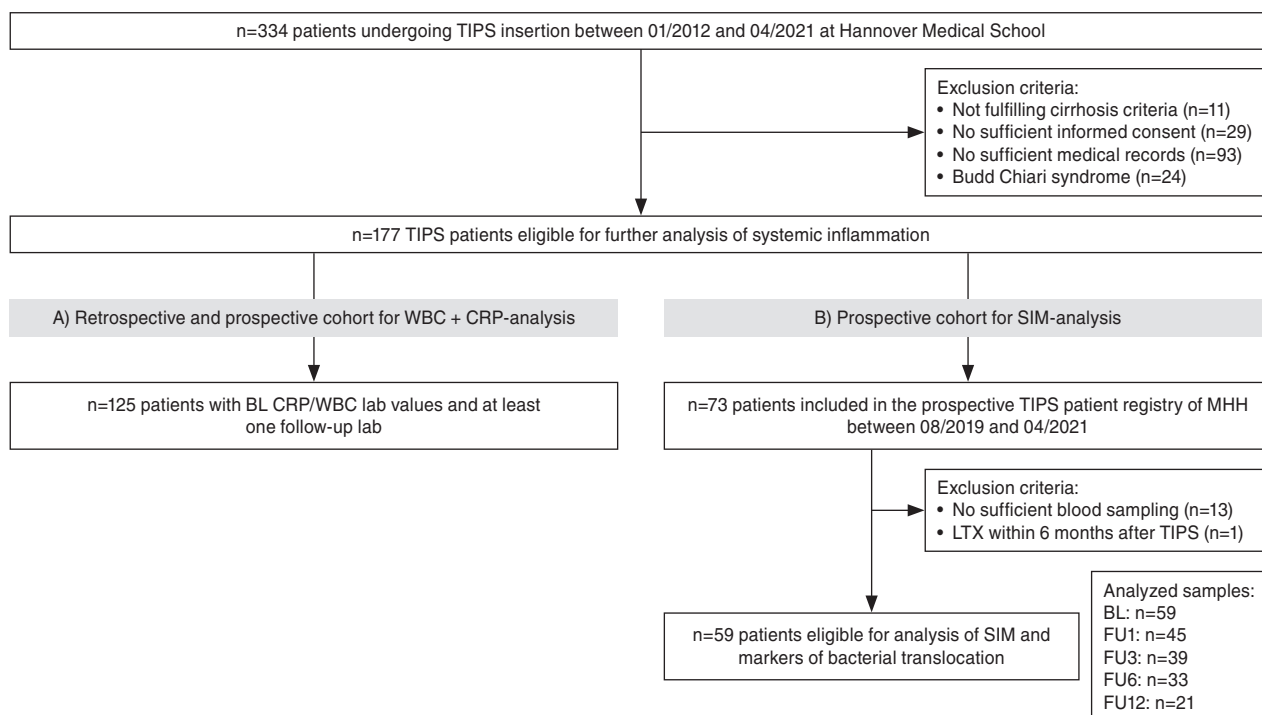 n=334 patients undergoing TIPS insertion between 01/2012 and 04/2021 at Hannover Medical School
Exclusion criteria:
• Not fulfilling cirrhosis criteria (n=11)
• No sufficient informed consent (n=29)
• No sufficient medical records (n=93)
• Budd Chiari syndrome (n=24)
n=177 TIPS patients eligible for further analysis of systemic inflammation
A) Retrospective and prospective cohort for WBC + CRP-analysis
B) Prospective cohort for SIM-analysis
n=125 patients with BL CRP/WBC lab values and at least
one follow-up lab
n=73 patients included in the prospective TIPS patient registry of MHH
between 08/2019 and 04/2021
Exclusion criteria:
• No sufficient blood sampling (n=13)
• LTX within 6 months after TIPS (n=1)
n=59 patients eligible for analysis of SIM and
markers of bacterial translocation
Analyzed samples:
BL: n=59
FU1: n=45
FU3: n=39
FU6: n=33
FU12: n=21